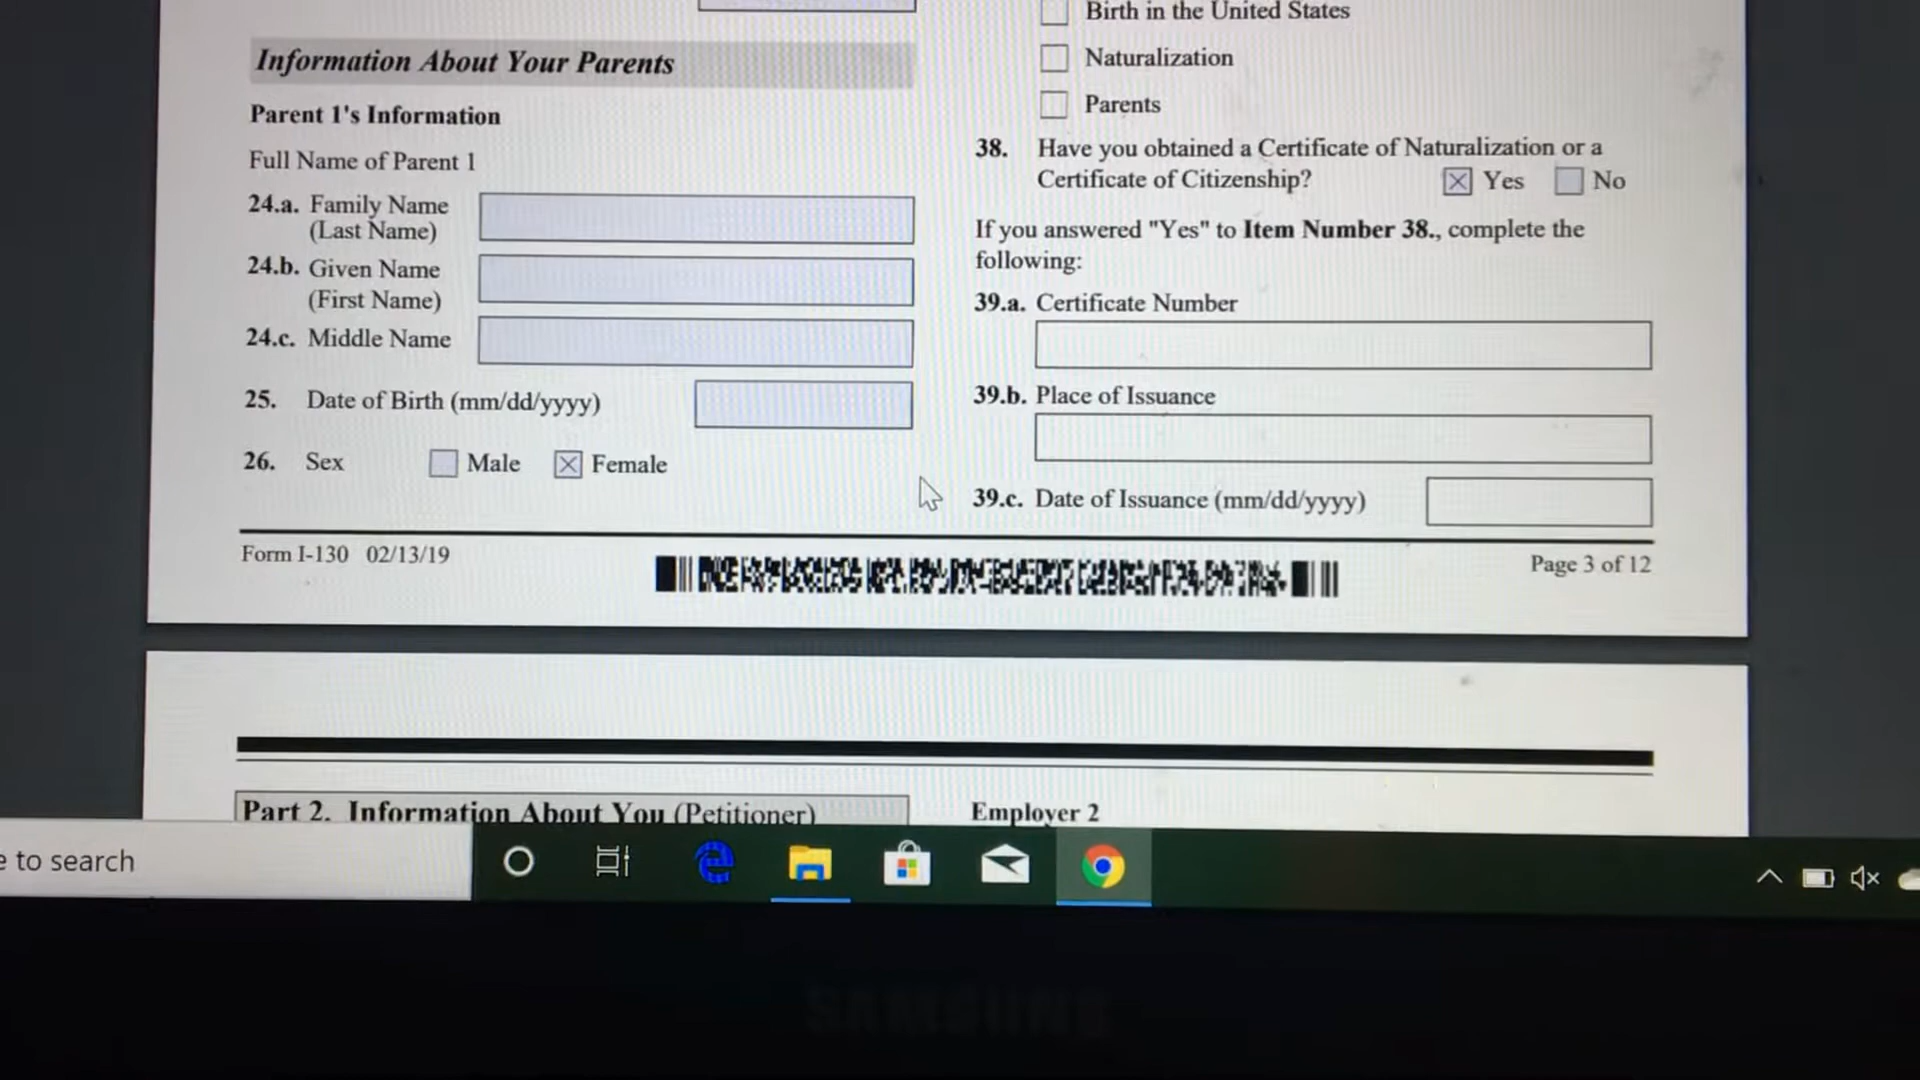 Information About Your Parents
Parent 1's Information
Full Name of Parent 1
24.a. Family Name
(Last Name)
24.b. Given Name
(First Name)
24.c. Middle Name
25. Date of Birth (mm/dd/yyyy)
26. Sex Male Female
Birth in the United States
Naturalization
Parents
38. Have you obtained a Certificate of Naturalization or a
Certificate of Citizenship? Yes No
If you answered "Yes" to Item Number 38., complete the
following:
39.a. Certificate Number
39.b. Place of Issuance
39.c. Date of Issuance (mm/dd/yyyy)
Form I-130 02/13/19
Page 3 of 12
Part 2. Information About You (Petitioner)
Employer 2
e to search
SAMSUNG